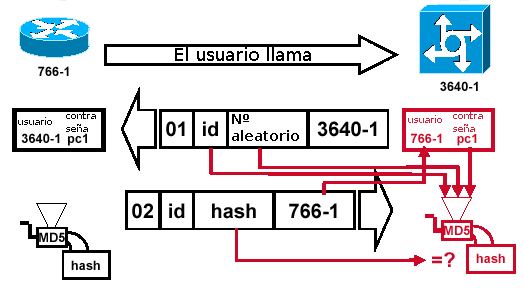 El usuario llama
766-1
3640-1
usuario contra
seña
3640-1 pc1
01 id Nº
aleatorio 3640-1
usuario contra
seña
766-1 pc1
02 id hash 766-1
MD5
hash
=?
MD5
hash